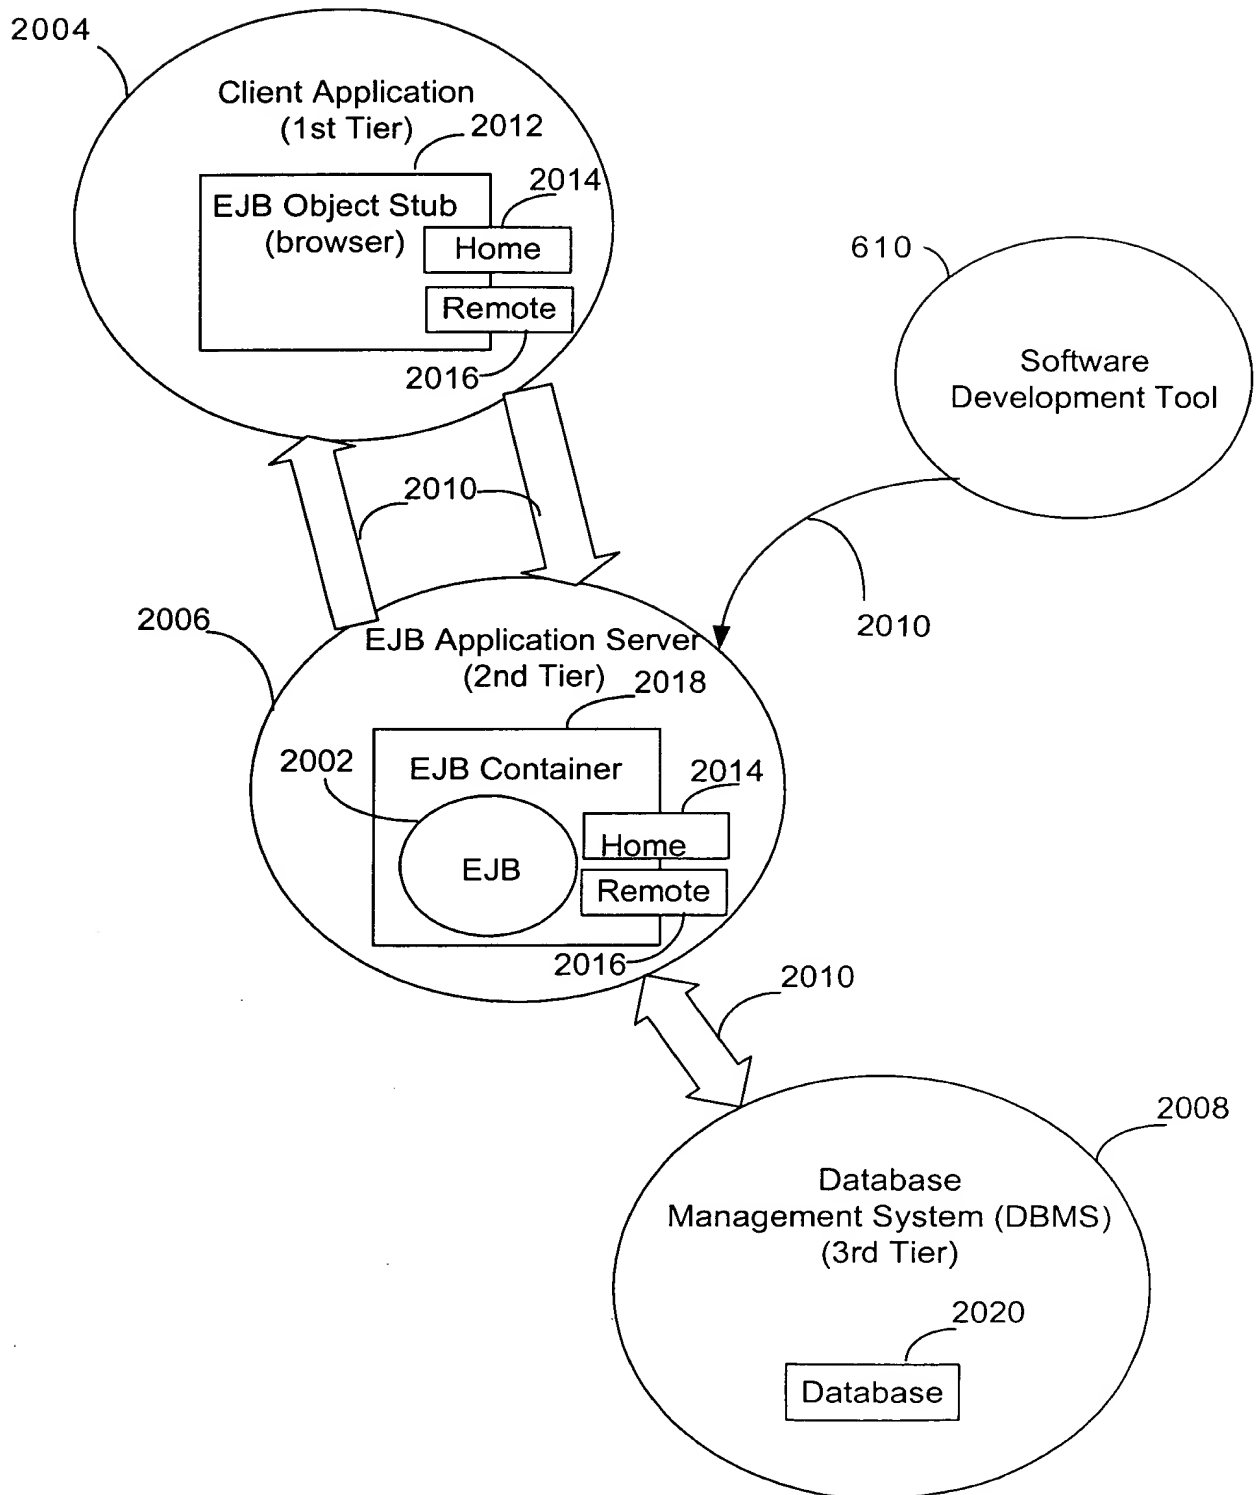 2004
Client Application
(1st Tier)
2012
EJB Object Stub
(browser)
2014
Home
Remote
2016
610
Software
Development Tool
2010
2010
2006
EJB Application Server
(2nd Tier)
2018
2002
EJB Container
2014
EJB
Home
Remote
2016
2010
2008
Database
Management System (DBMS)
(3rd Tier)
2020
Database